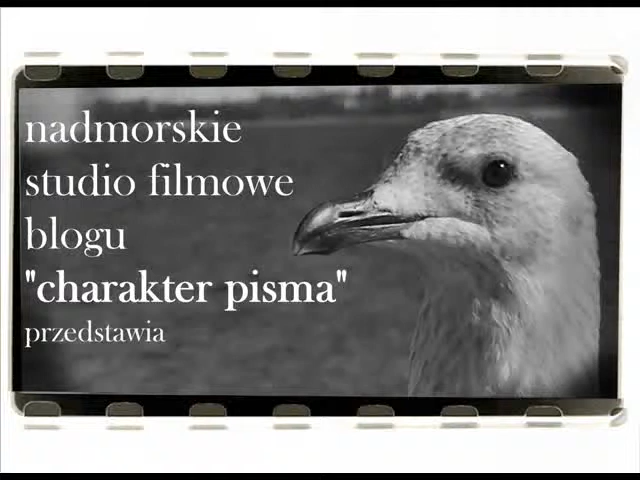 nadmorskie
studio filmowe
blogu
"charakter pisma"
przedstawia